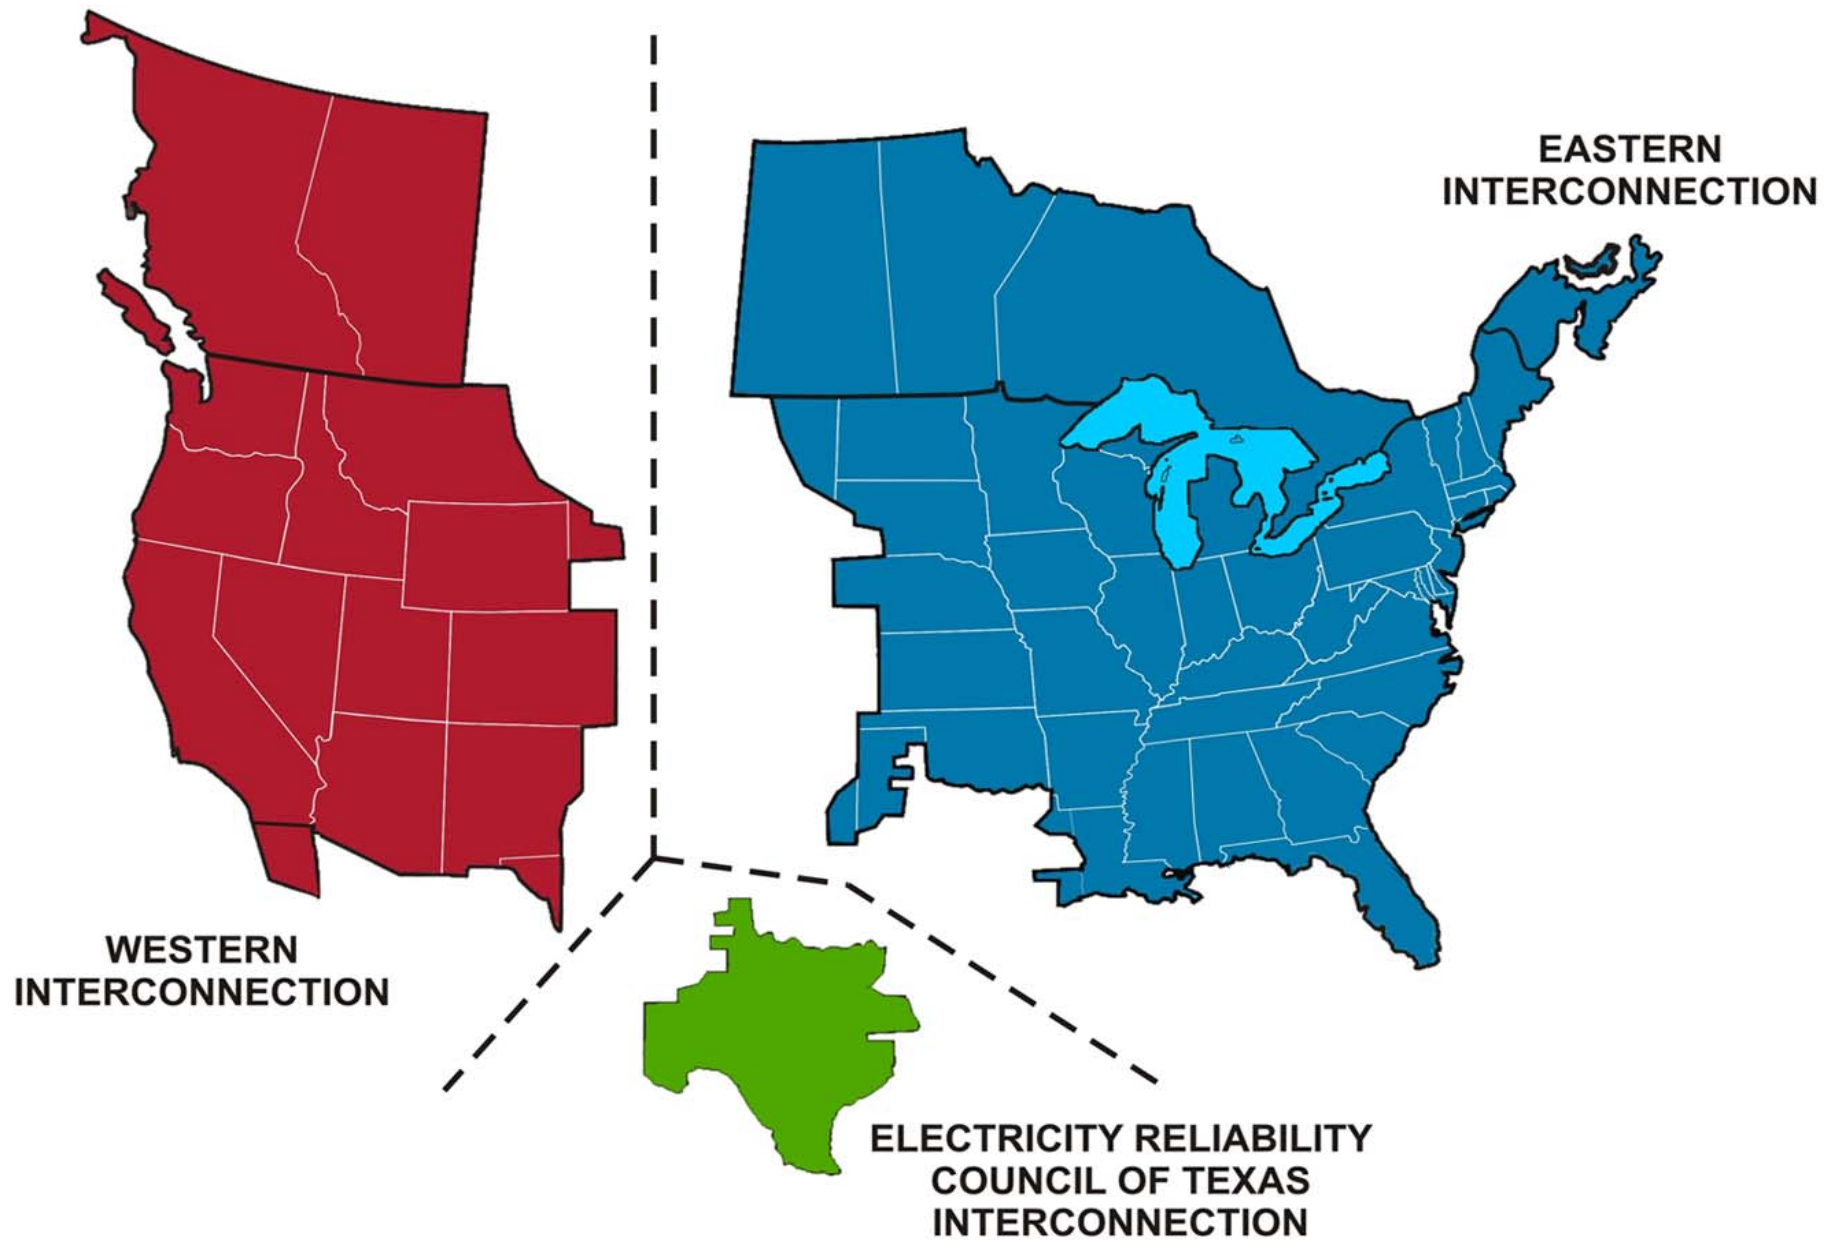 EASTERN
INTERCONNECTION
WESTERN
INTERCONNECTION
ELECTRICITY RELIABILITY
COUNCIL OF TEXAS
INTERCONNECTION